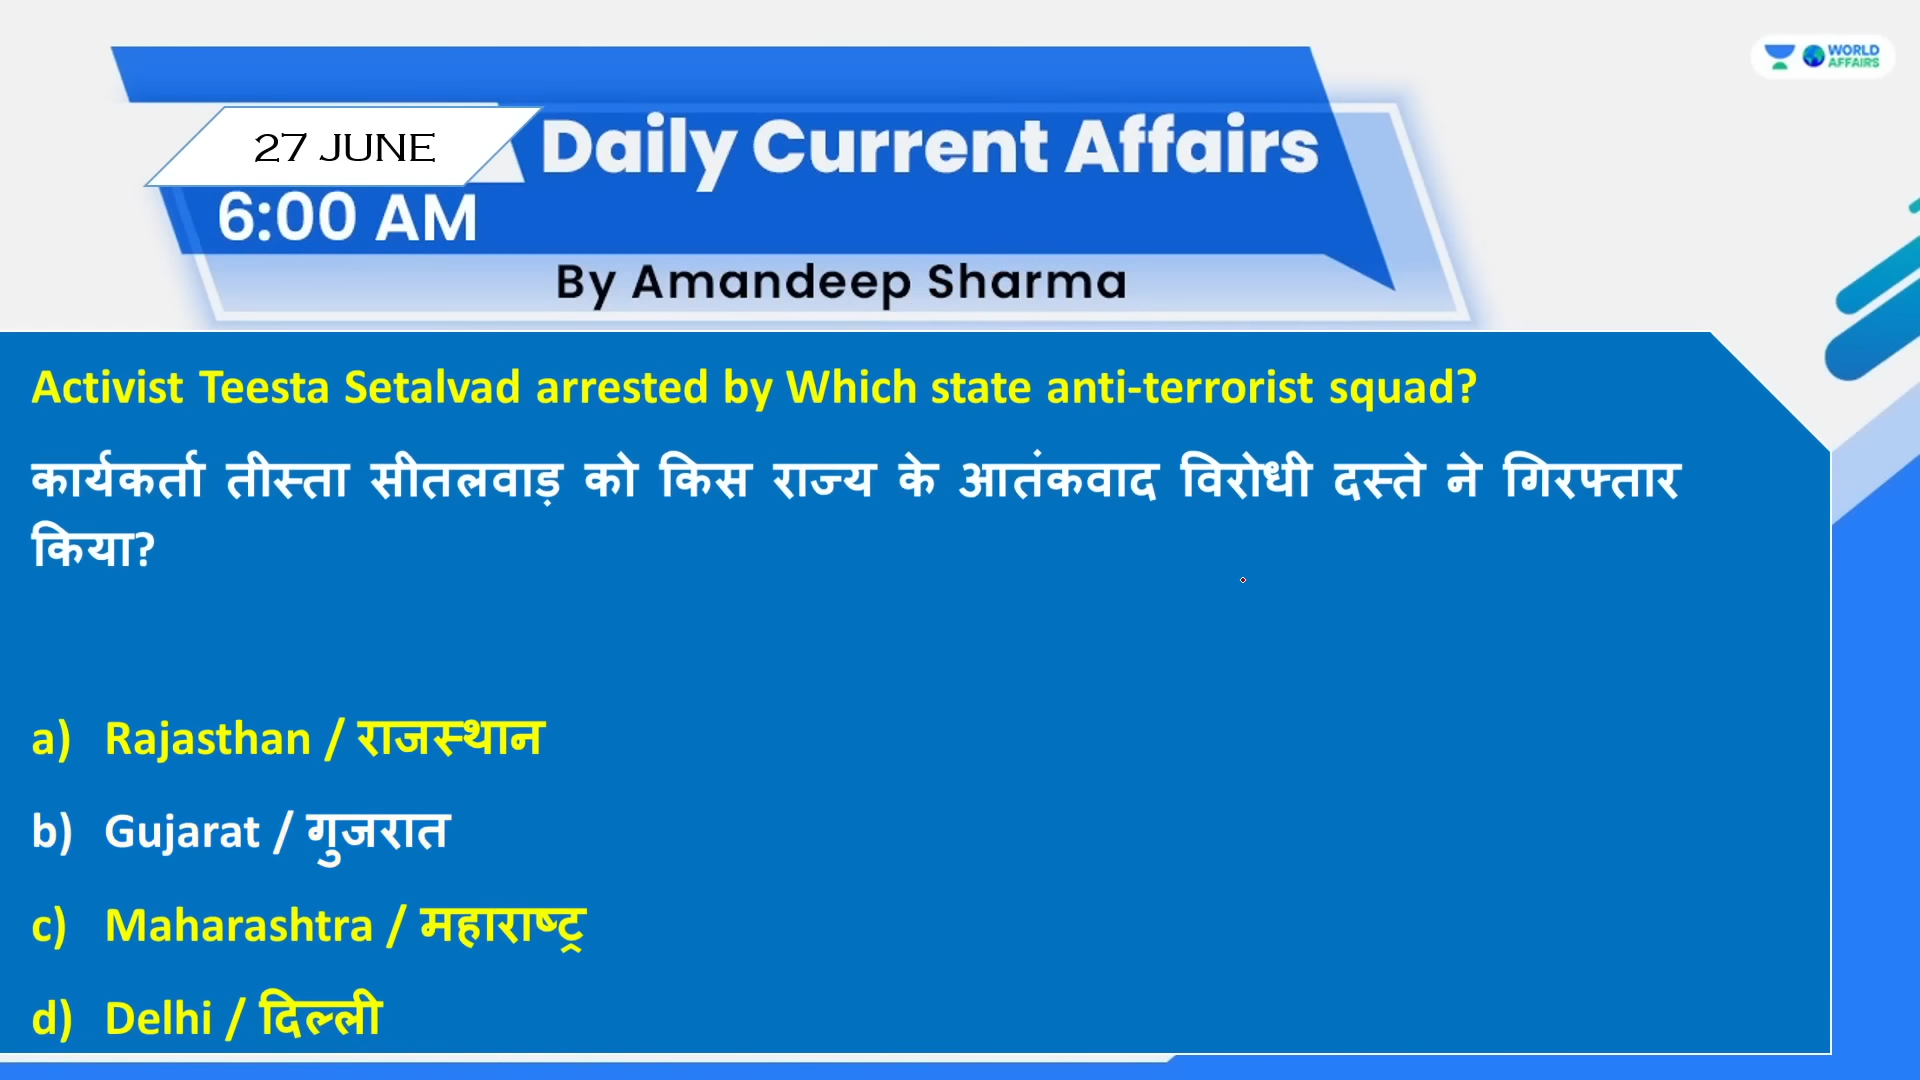 WORLD
AFFAIRS
27 JUNE
Daily Current Affairs
6:00 AM
By Amandeep Sharma
Activist Teesta Setalvad arrested by Which state anti-terrorist squad?
कार्यकर्ता तीस्ता सीतलवाड़ को किस राज्य के आतंकवाद विरोधी दस्ते ने गिरफ्तार
किया?
a) Rajasthan / राजस्थान
b) Gujarat / गुजरात
c) Maharashtra / महाराष्ट्र
d) Delhi / दिल्ली